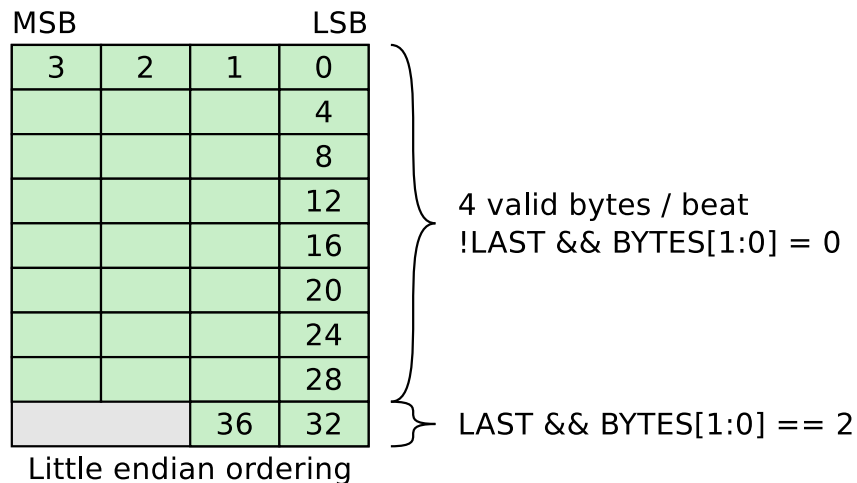 MSB LSB
3 2 1 0
4
8
12
16
20
24
28
36 32
4 valid bytes / beat
!LAST && BYTES[1:0] = 0
LAST && BYTES[1:0] == 2
Little endian ordering